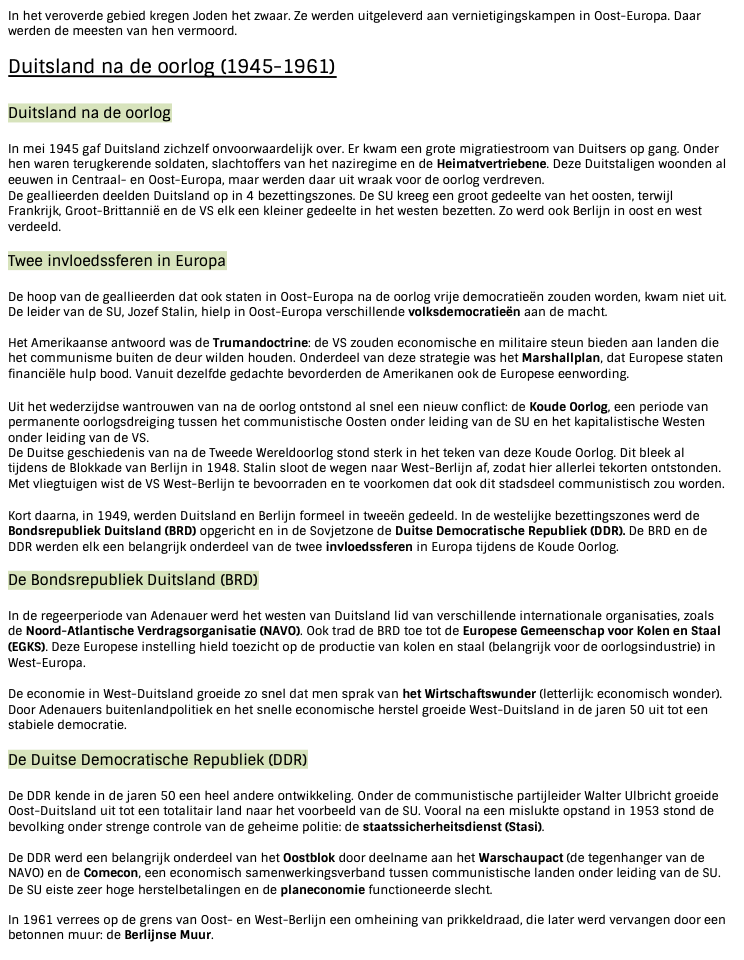 In het veroverde gebied kregen Joden het zwaar. Ze werden uitgeleverd aan vernietigingskampen in Oost-Europa. Daar
werden de meesten van hen vermoord.
Duitsland na de oorlog (1945-1961)
Duitsland na de oorlog
In mei 1945 gaf Duitsland zichzelf onvoorwaardelijk over. Er kwam een grote migratiestroom van Duitsers op gang. Onder
hen waren terugkerende soldaten, slachtoffers van het naziregime en de Heimatvertriebene. Deze Duitstaligen woonden al
eeuwen in Centraal- en Oost-Europa, maar werden daar uit wraak voor de oorlog verdreven.
De geallieerden deelden Duitsland op in 4 bezettingszones. De SU kreeg een groot gedeelte van het oosten, terwijl
Frankrijk, Groot-Brittannië en de VS elk een kleiner gedeelte in het westen bezetten. Zo werd ook Berlijn in oost en west
verdeeld.
Twee invloedssferen in Europa
De hoop van de geallieerden dat ook staten in Oost-Europa na de oorlog vrije democratieën zouden worden, kwam niet uit.
De leider van de SU, Jozef Stalin, hielp in Oost-Europa verschillende volksdemocratieën aan de macht.
Het Amerikaanse antwoord was de Trumandoctrine: de VS zouden economische en militaire steun bieden aan landen die
het communisme buiten de deur wilden houden. Onderdeel van deze strategie was het Marshallplan, dat Europese staten
financiële hulp bood. Vanuit dezelfde gedachte bevorderden de Amerikanen ook de Europese eenwording.
Uit het wederzijdse wantrouwen van na de oorlog ontstond al snel een nieuw conflict: de Koude Oorlog, een periode van
permanente oorlogsdreiging tussen het communistische Oosten onder leiding van de SU en het kapitalistische Westen
onder leiding van de VS.
De Duitse geschiedenis van na de Tweede Wereldoorlog stond sterk in het teken van deze Koude Oorlog. Dit bleek al
tijdens de Blokkade van Berlijn in 1948. Stalin sloot de wegen naar West-Berlijn af, zodat hier allerlei tekorten ontstonden.
Met vliegtuigen wist de VS West-Berlijn te bevoorraden en te voorkomen dat ook dit stadsdeel communistisch zou worden.
Kort daarna, in 1949, werden Duitsland en Berlijn formeel in tweeën gedeeld. In de westelijke bezettingszones werd de
Bondsrepubliek Duitsland (BRD) opgericht en in de Sovjetzone de Duitse Democratische Republiek (DDR). De BRD en de
DDR werden elk een belangrijk onderdeel van de twee invloedssferen in Europa tijdens de Koude Oorlog.
De Bondsrepubliek Duitsland (BRD)
In de regeerperiode van Adenauer werd het westen van Duitsland lid van verschillende internationale organisaties, zoals
de Noord-Atlantische Verdragsorganisatie (NAVO). Ook trad de BRD toe tot de Europese Gemeenschap voor Kolen en Staal
(EGKS). Deze Europese instelling hield toezicht op de productie van kolen en staal (belangrijk voor de oorlogsindustrie) in
West-Europa.
De economie in West-Duitsland groeide zo snel dat men sprak van het Wirtschaftswunder (letterlijk: economisch wonder).
Door Adenauers buitenlandpolitiek en het snelle economische herstel groeide West-Duitsland in de jaren 50 uit tot een
stabiele democratie.
De Duitse Democratische Republiek (DDR)
De DDR kende in de jaren 50 een heel andere ontwikkeling. Onder de communistische partijleider Walter Ulbricht groeide
Oost-Duitsland uit tot een totalitair land naar het voorbeeld van de SU. Vooral na een mislukte opstand in 1953 stond de
bevolking onder strenge controle van de geheime politie: de staatssicherheitsdienst (Stasi).
De DDR werd een belangrijk onderdeel van het Oostblok door deelname aan het Warschaupact (de tegenhanger van de
NAVO) en de Comecon, een economisch samenwerkingsverband tussen communistische landen onder leiding van de SU.
De SU eiste zeer hoge herstelbetalingen en de planeconomie functioneerde slecht.
In 1961 verrees op de grens van Oost- en West-Berlijn een omheining van prikkeldraad, die later werd vervangen door een
betonnen muur: de Berlijnse Muur.